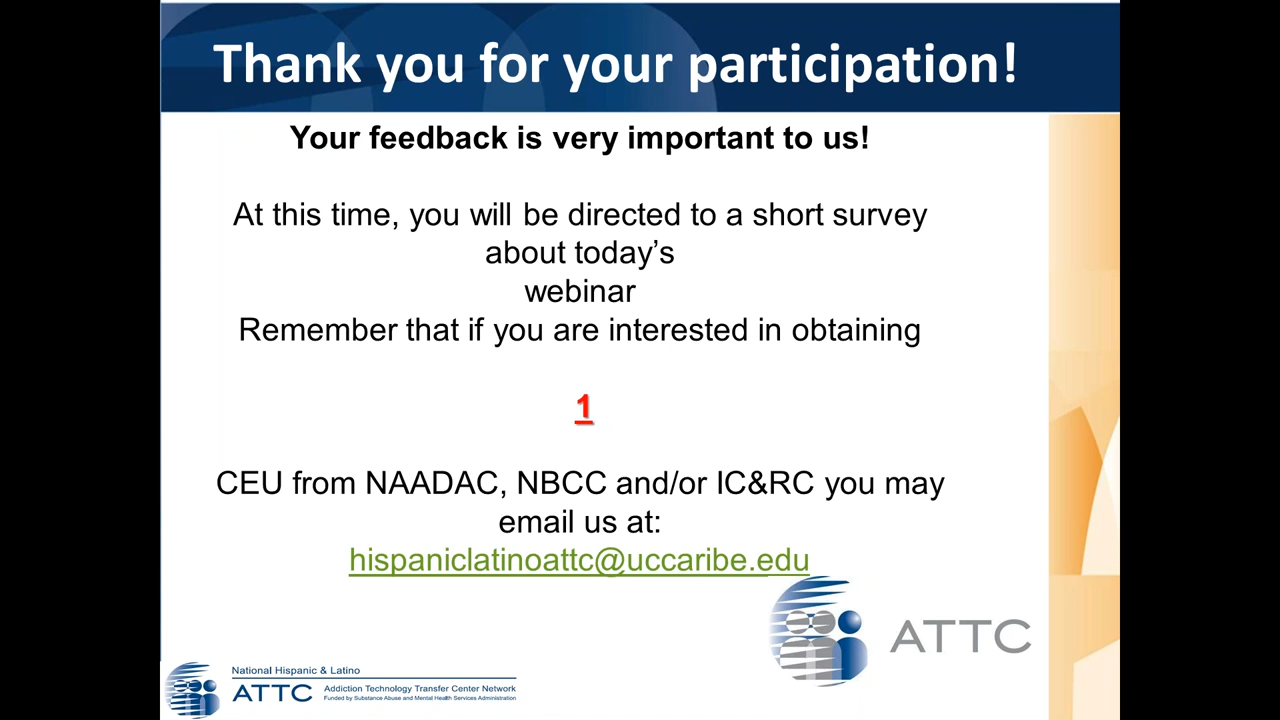 Thank you for your participation!
Your feedback is very important to us!
At this time, you will be directed to a short survey
about today’s
webinar
Remember that if you are interested in obtaining
1
CEU from NAADAC, NBCC and/or IC&RC you may
email us at:
hispaniclatinoattc@uccaribe.edu
ATTC
National Hispanic & Latino
ATTC Addiction Technology Transfer Center Network
Funded by Substance Abuse and Mental Health Services Administration